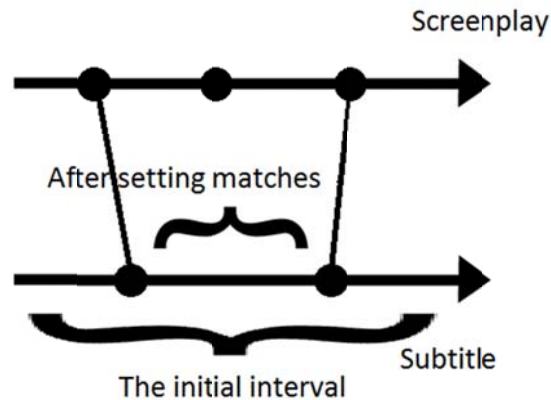 Screenplay
After setting matches
Subtitle
The initial interval